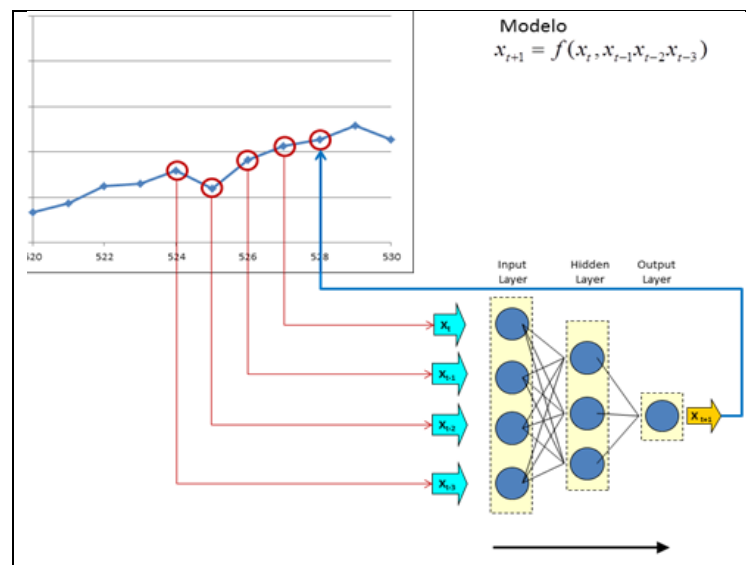 Modelo
x_{t+1} = f(x_t, x_{t-1}x_{t-2}x_{t-3})
520 522 524 526 528 530
Input Layer
Hidden Layer
Output Layer
X_t
X_{t-1}
X_{t-2}
X_{t-3}
X_{t+1}